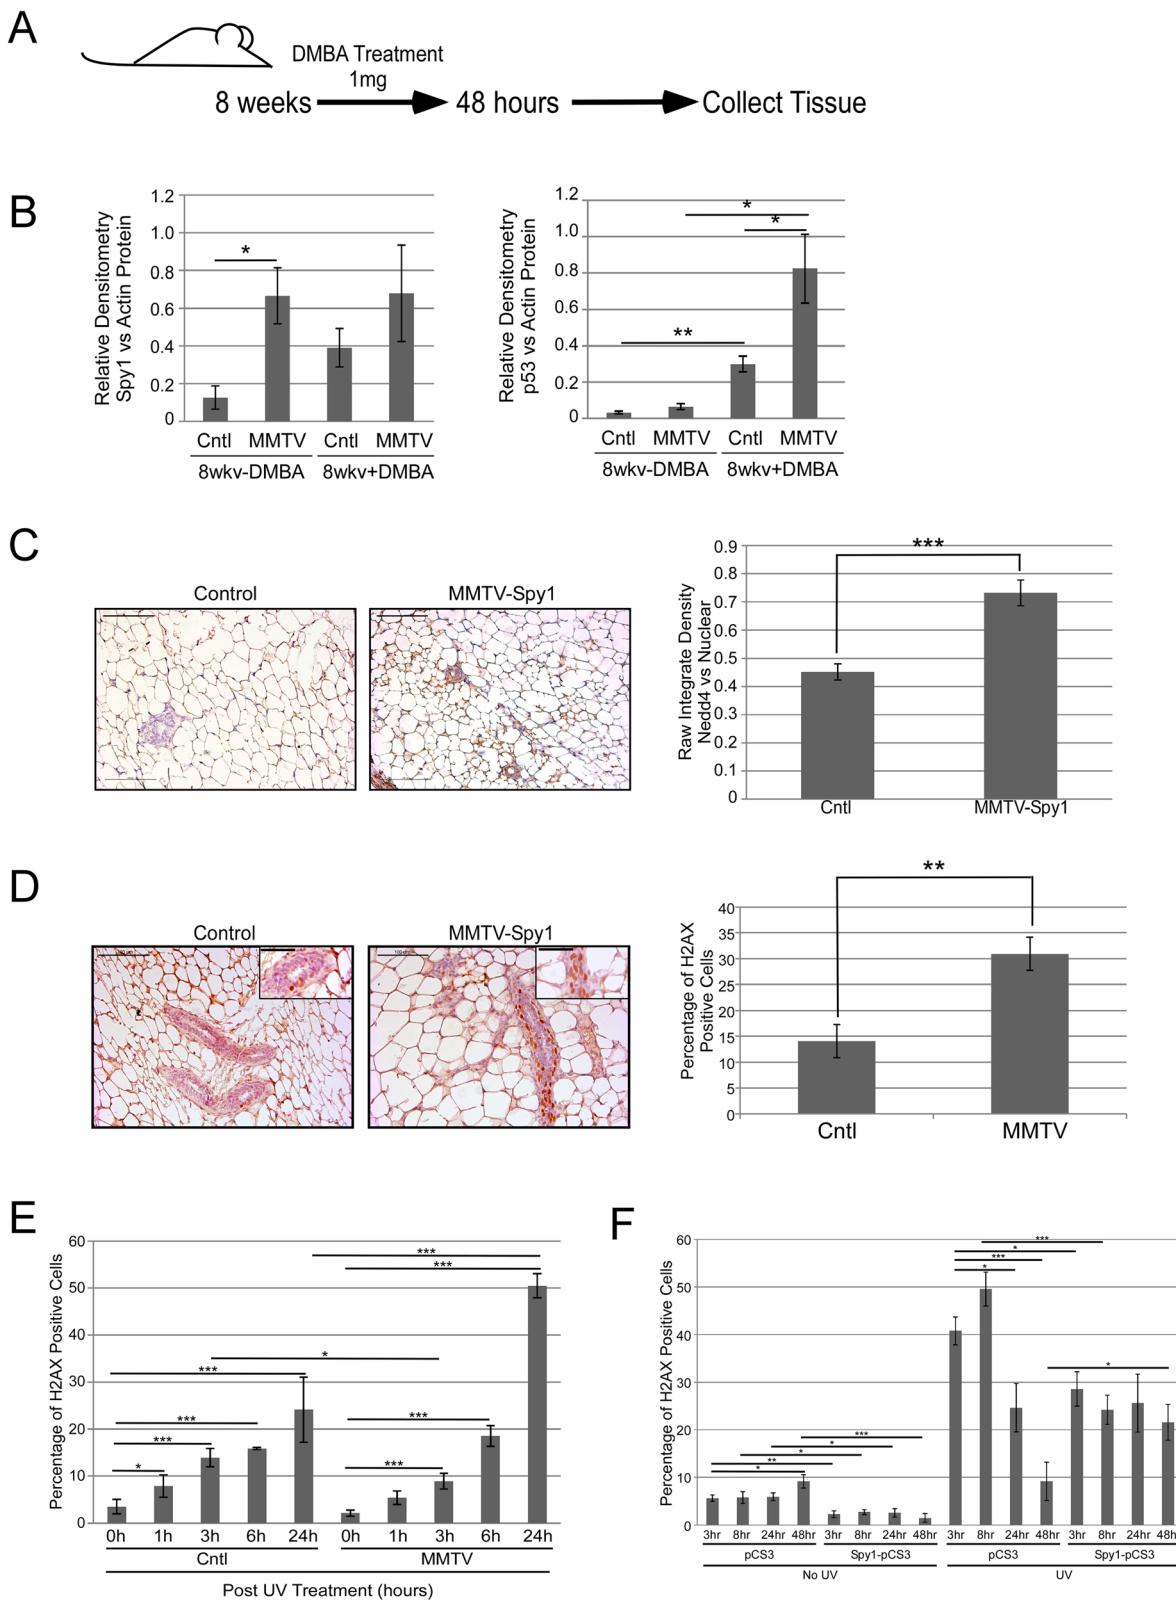 A
DMBA Treatment
1mg
8 weeks
48 hours
Collect Tissue
B
Relative Densitometry
Spy1 vs Actin Protein
1.2
1.0
0.8
0.6
0.4
0.2
0
*
Cntl MMTV Cntl MMTV
8wkv-DMBA 8wkv+DMBA
Relative Densitometry
p53 vs Actin Protein
1.2
1.0
0.8
0.6
0.4
0.2
0
*
*
**
Cntl MMTV Cntl MMTV
8wkv-DMBA 8wkv+DMBA
C
Control
MMTV-Spy1
Raw Integrate Density
Nedd4 vs Nuclear
0.9
0.8
0.7
0.6
0.5
0.4
0.3
0.2
0.1
0
***
Cntl MMTV-Spy1
D
Control
MMTV-Spy1
Percentage of H2AX
Positive Cells
40
35
30
25
20
15
10
5
0
**
Cntl MMTV
E
Percentage of H2AX Positive Cells
60
50
40
30
20
10
0
***
***
*
***
***
***
***
***
*
0h 1h 3h 6h 24h 0h 1h 3h 6h 24h
Cntl MMTV
Post UV Treatment (hours)
F
Percentage of H2AX Positive Cells
60
50
40
30
20
10
0
***
*
***
*
*
***
*
*
**
*
3hr 8hr 24hr 48hr 3hr 8hr 24hr 48hr 3hr 8hr 24hr 48hr 3hr 8hr 24hr 48h
pCS3 Spy1-pCS3 pCS3 Spy1-pCS3
No UV UV